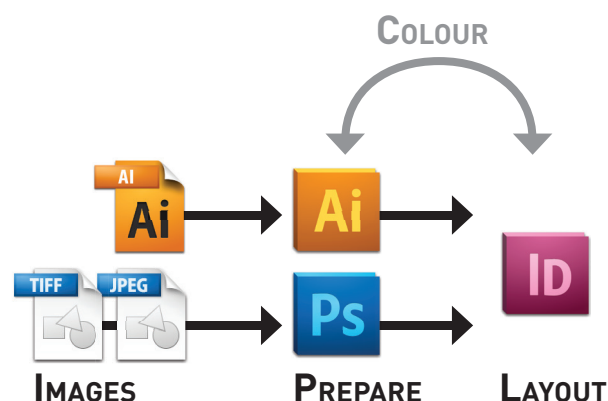 COLOUR
AI
Ai Ai
ID
TIFF JPEG
Ps
IMAGES PREPARE LAYOUT